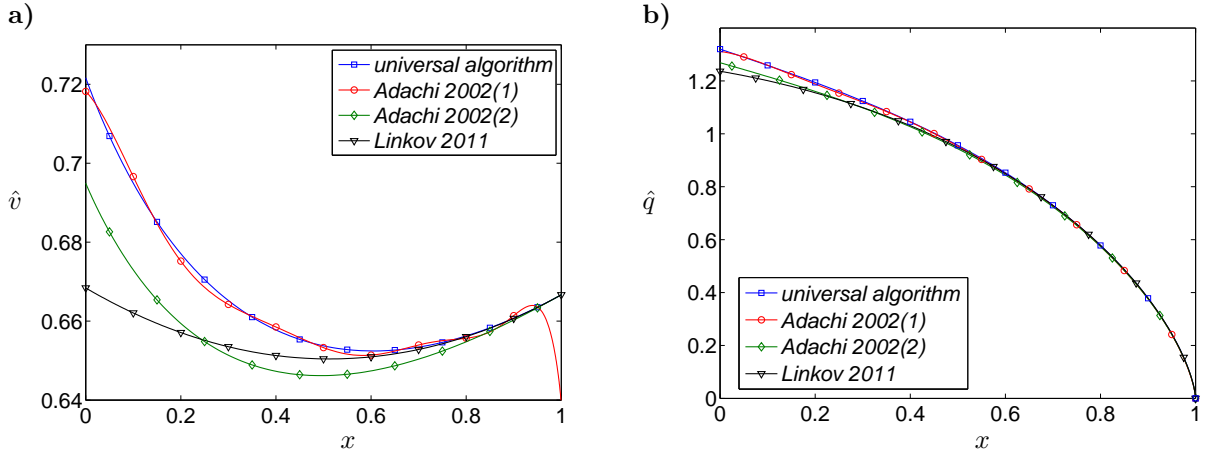 a)
0.72
0.7
0.68
0.66
0.64
v̂
0
0.2
0.4
0.6
0.8
1
x
universal algorithm
Adachi 2002(1)
Adachi 2002(2)
Linkov 2011
b)
1.2
1
0.8
0.6
0.4
0.2
0
q̂
0
0.2
0.4
0.6
0.8
1
x
universal algorithm
Adachi 2002(1)
Adachi 2002(2)
Linkov 2011